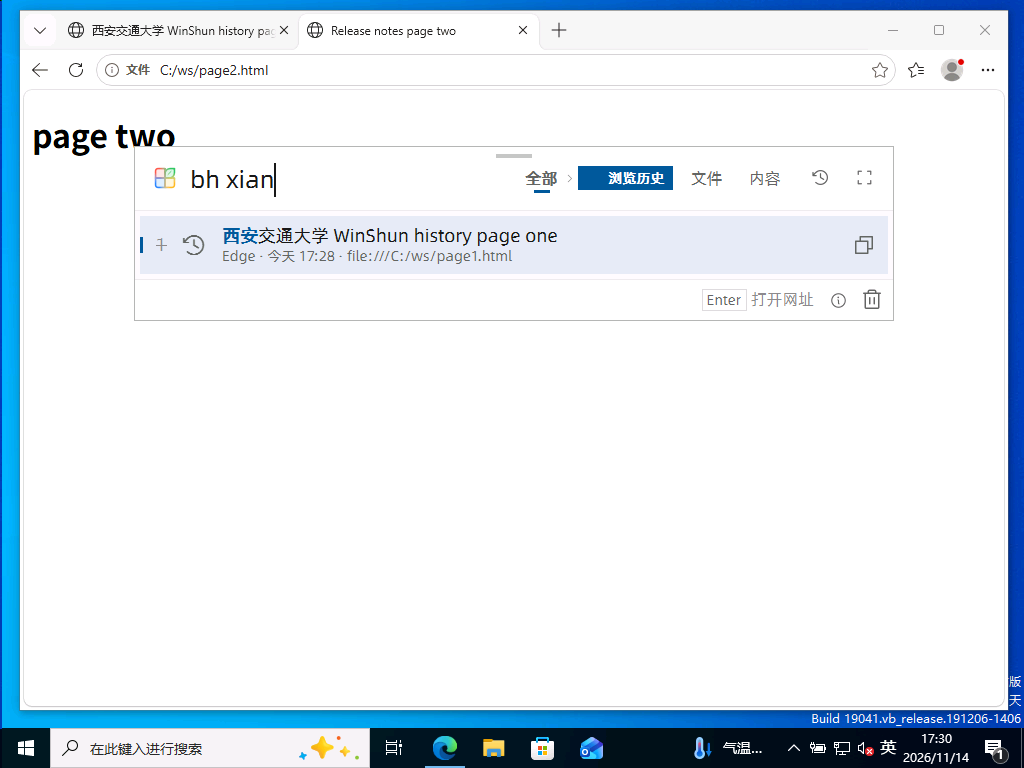 西安交通大学 WinShun history pag
Release notes page two
文件 C:/ws/page2.html
page two
bh xian
全部 浏览历史 文件 内容
西安交通大学 WinShun history page one
Edge · 今天 17:28 · file:///C:/ws/page1.html
Enter 打开网址
版
天
Build 19041.vb_release.191206-1406
在此键入进行搜索
气温...
英
17:30
2026/11/14
1